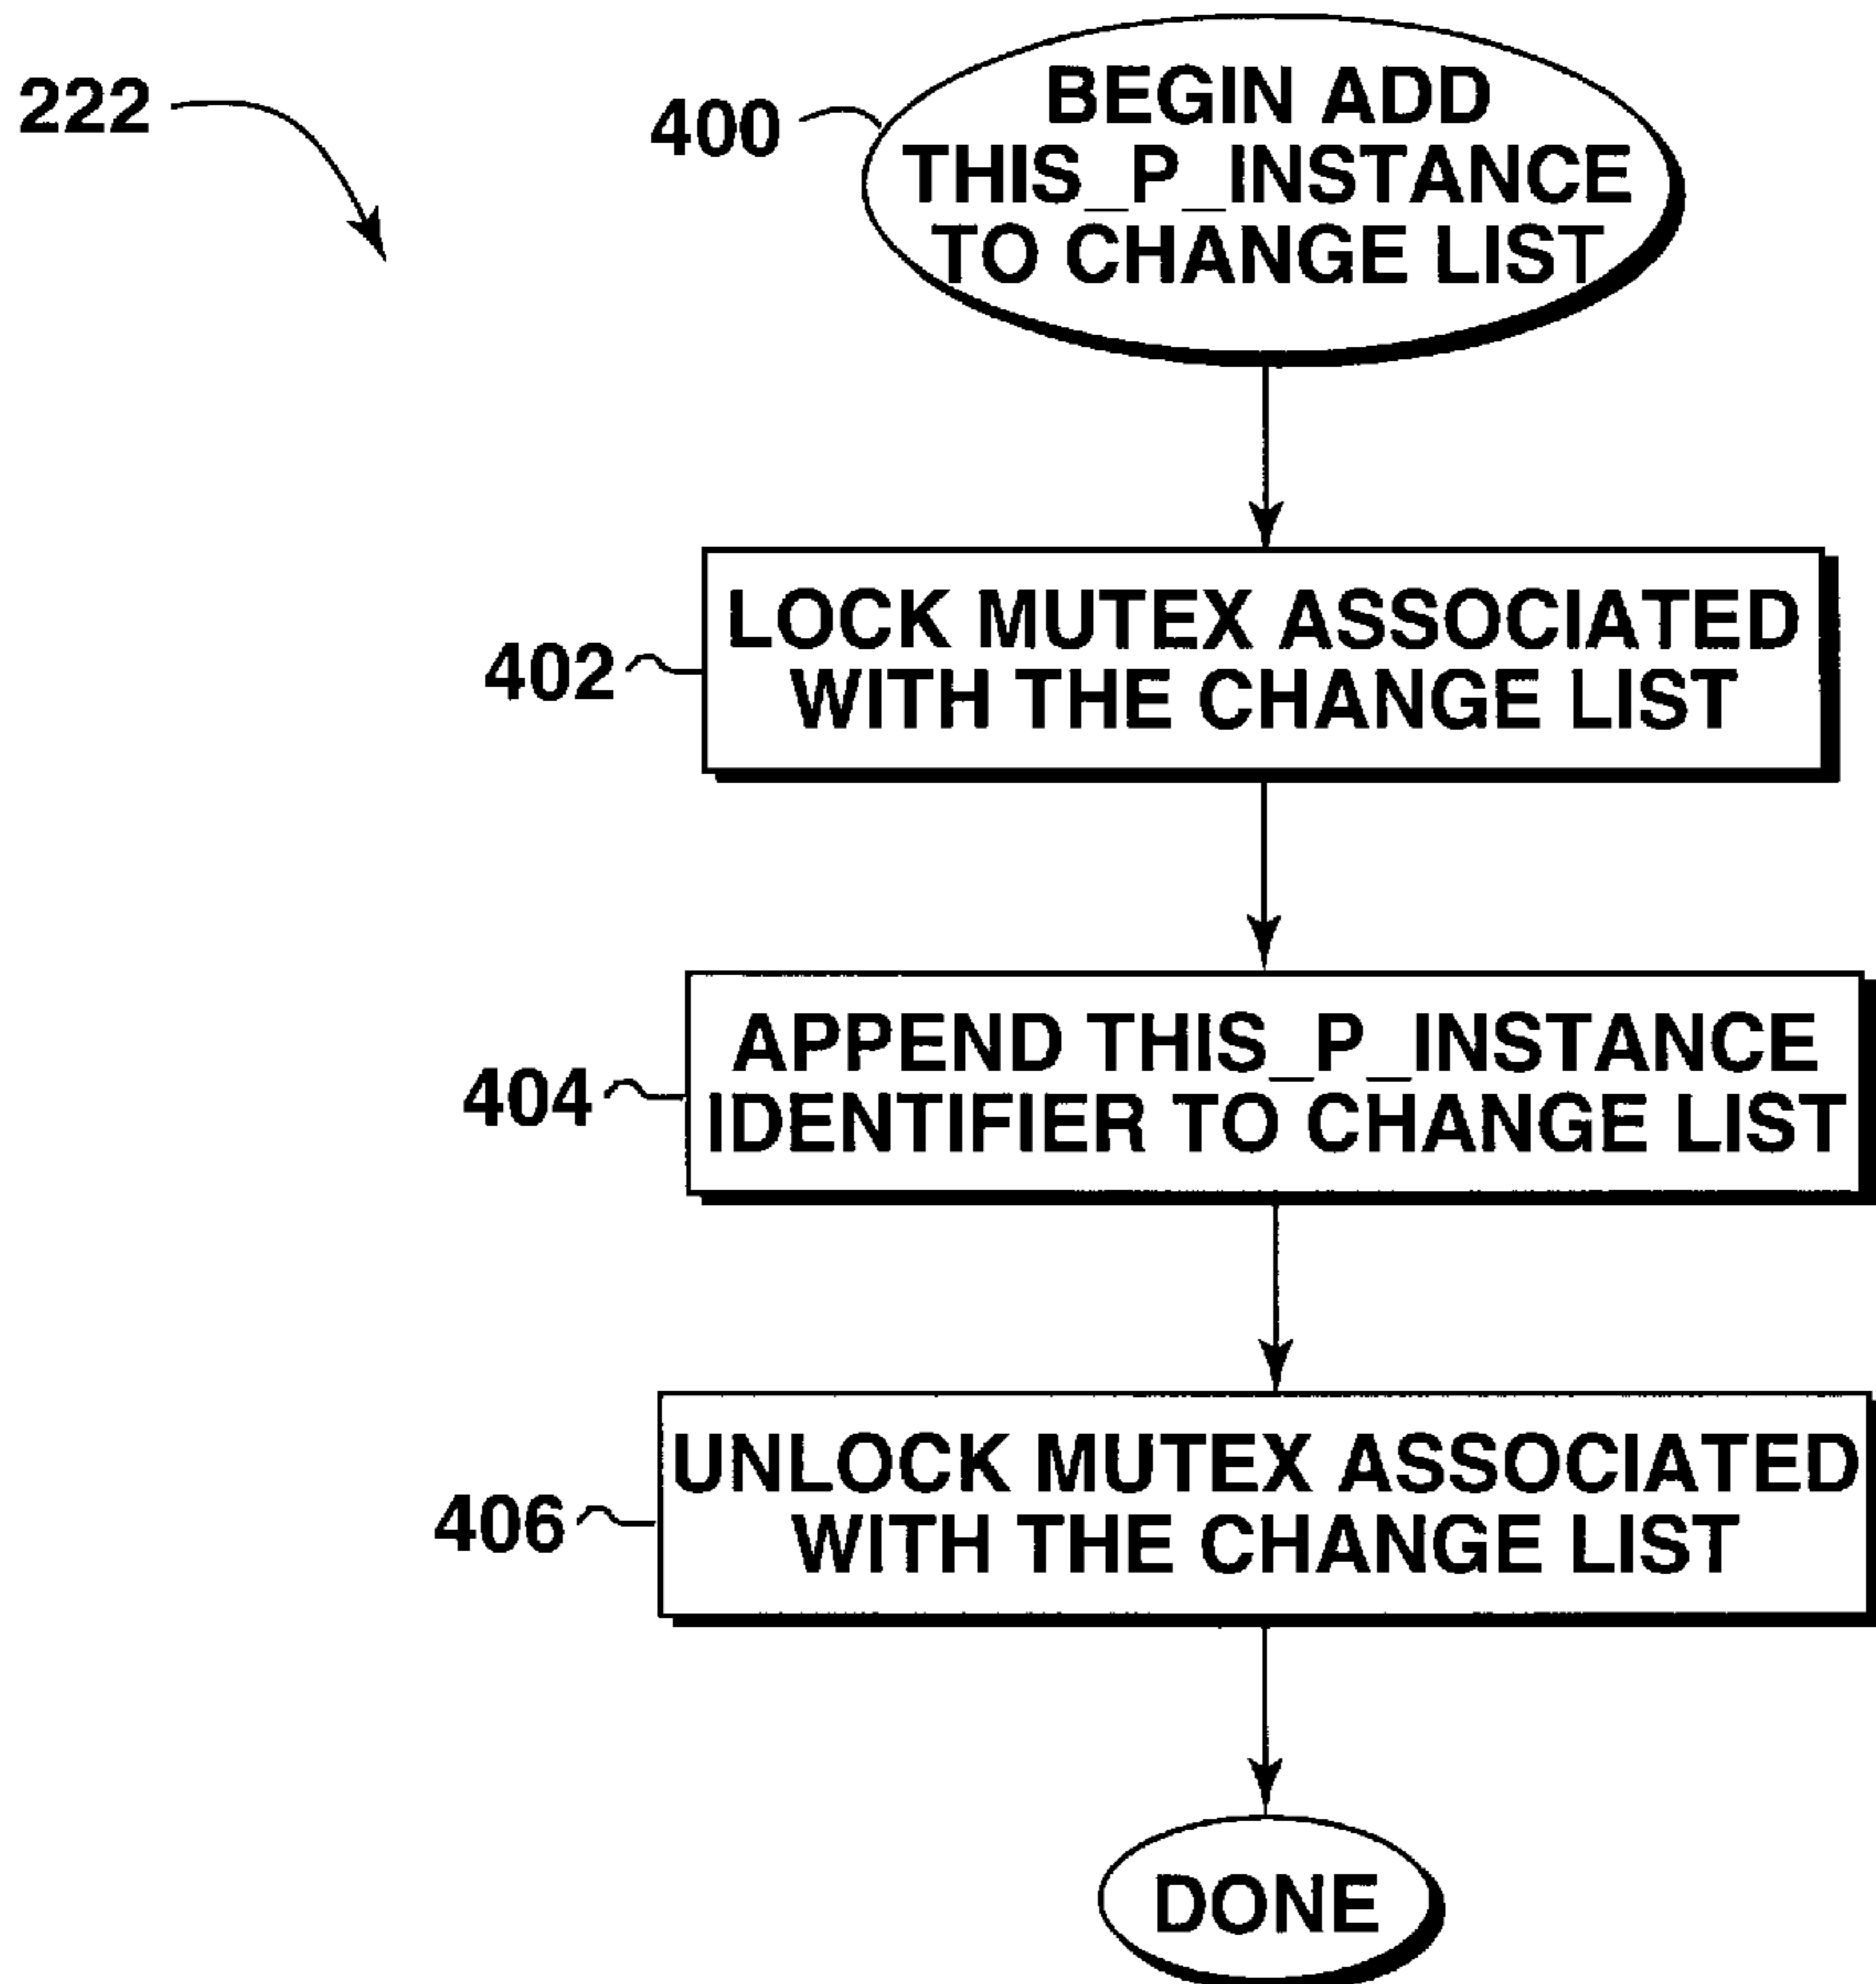 222
400
BEGIN ADD
THIS_P_INSTANCE
TO CHANGE LIST
402
LOCK MUTEX ASSOCIATED
WITH THE CHANGE LIST
404
APPEND THIS_P_INSTANCE
IDENTIFIER TO CHANGE LIST
406
UNLOCK MUTEX ASSOCIATED
WITH THE CHANGE LIST
DONE